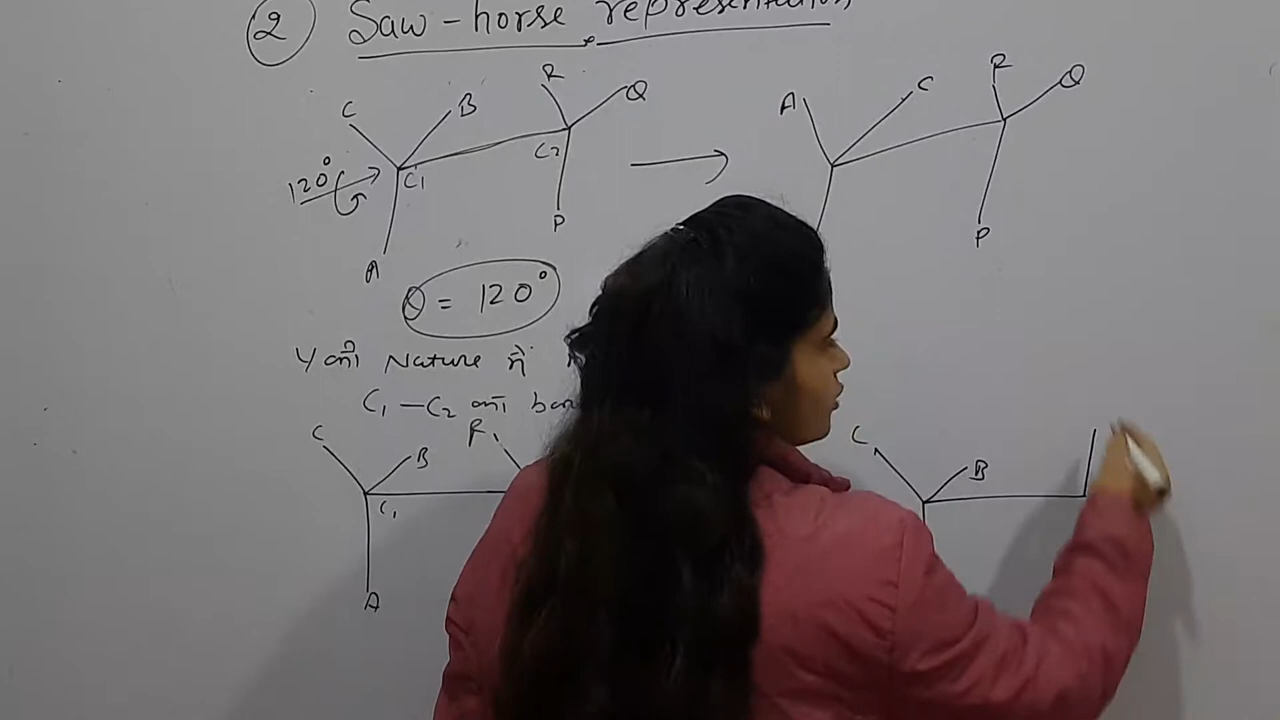 ② Saw-horse representation
C B R Q
A C R Q
120° C1 C2
A P
P
θ = 120°
Nature ने
C1 – C2 की
C B R
C B
C1
A